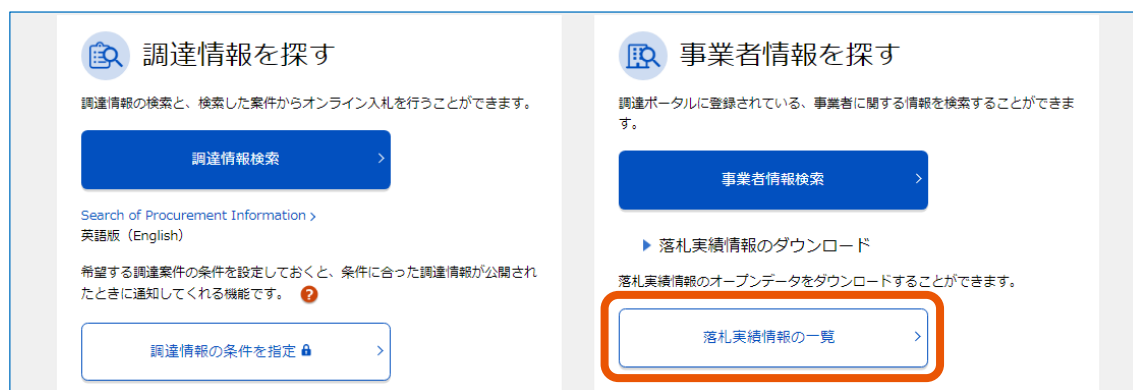 調達情報を探す
調達情報の検索と、検索した案件からオンライン入札を行うことができます。
調達情報検索
Search of Procurement Information >
英語版（English）
希望する調達案件の条件を設定しておくと、条件に合った調達情報が公開され
たときに通知してくれる機能です。 ?
調達情報の条件を指定
事業者情報を探す
調達ポータルに登録されている、事業者に関する情報を検索することができま
す。
事業者情報検索
落札実績情報のダウンロード
落札実績情報のオープンデータをダウンロードすることができます。
落札実績情報の一覧